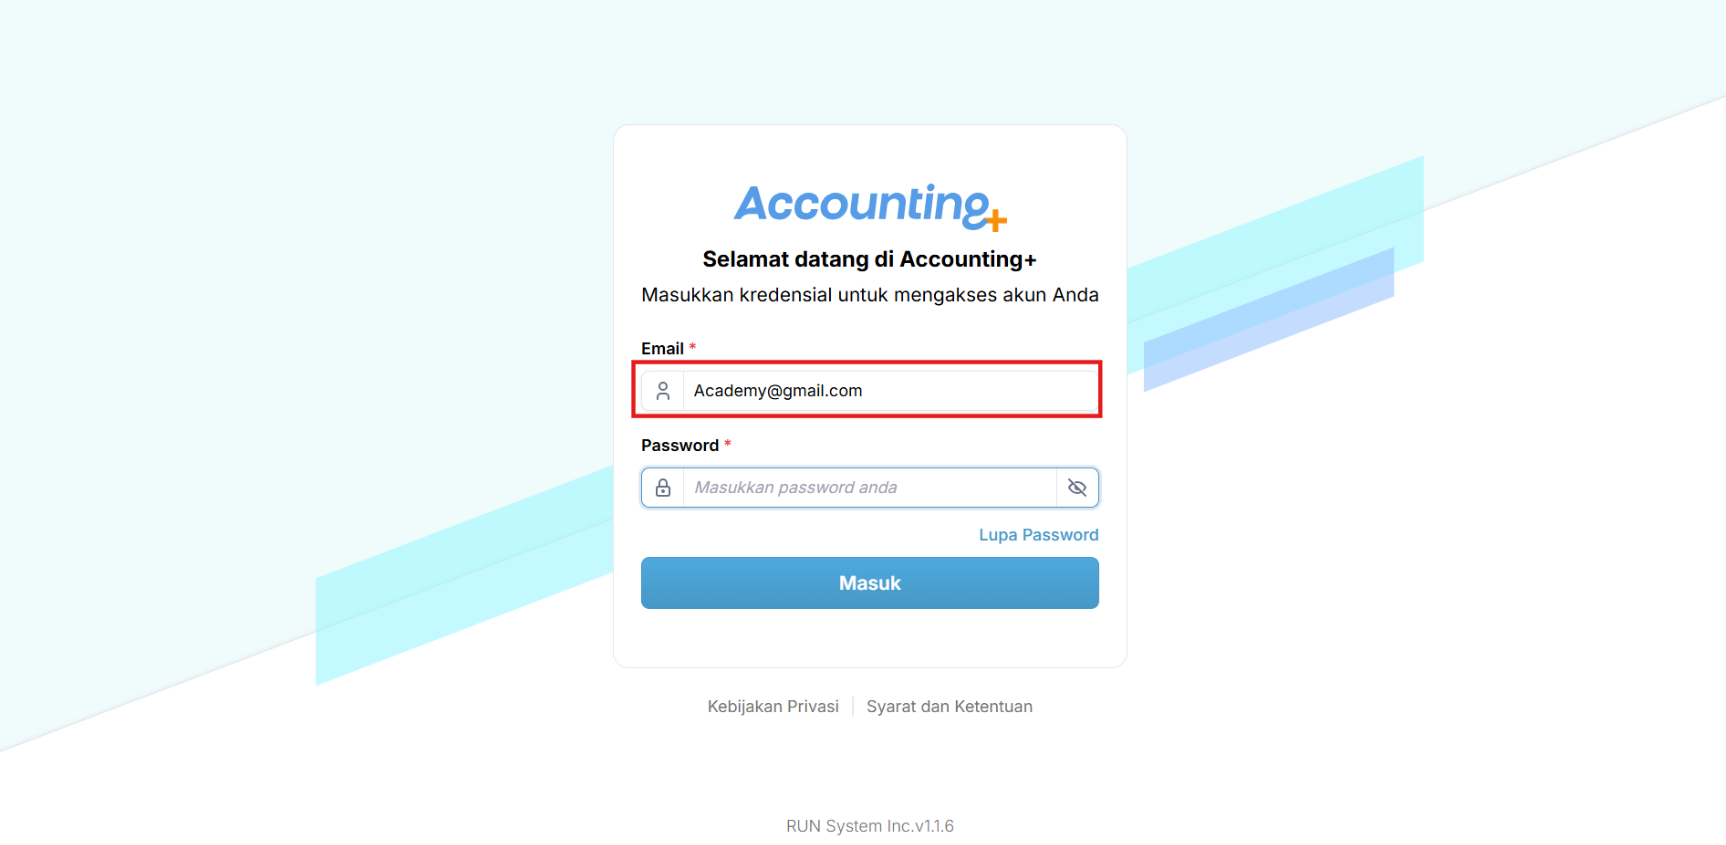 Accounting+
Selamat datang di Accounting+
Masukkan kredensial untuk mengakses akun Anda
Email *
Academy@gmail.com
Password *
Masukkan password anda
Lupa Password
Masuk
Kebijakan Privasi
Syarat dan Ketentuan
RUN System Inc.v1.1.6